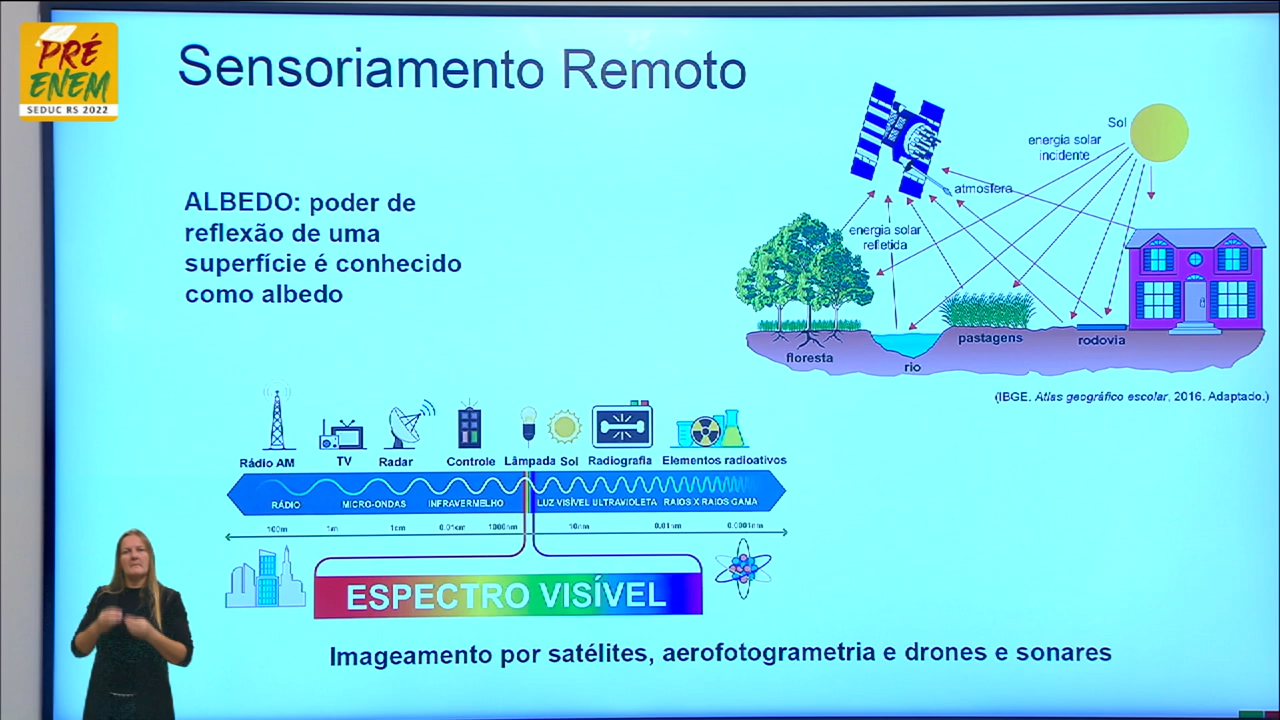 PRÉ
ENEM
SEDUC RS 2022
Sensoriamento Remoto
ALBEDO: poder de
reflexão de uma
superfície é conhecido
como albedo
Sol
energia solar
incidente
atmosfera
energia solar
refletida
floresta
rio
pastagens
rodovia
(IBGE. Atlas geográfico escolar, 2016. Adaptado.)
Rádio AM TV Radar Controle Lâmpada Sol Radiografia Elementos radioativos
RÁDIO MICRO-ONDAS INFRAVERMELHO LUZ VISÍVEL ULTRAVIOLETA RAIOS X RAIOS GAMA
100m 1m 1cm 0.01cm 1000nm 10nm 0.01nm 0.0001nm
ESPECTRO VISÍVEL
Imageamento por satélites, aerofotogrametria e drones e sonares